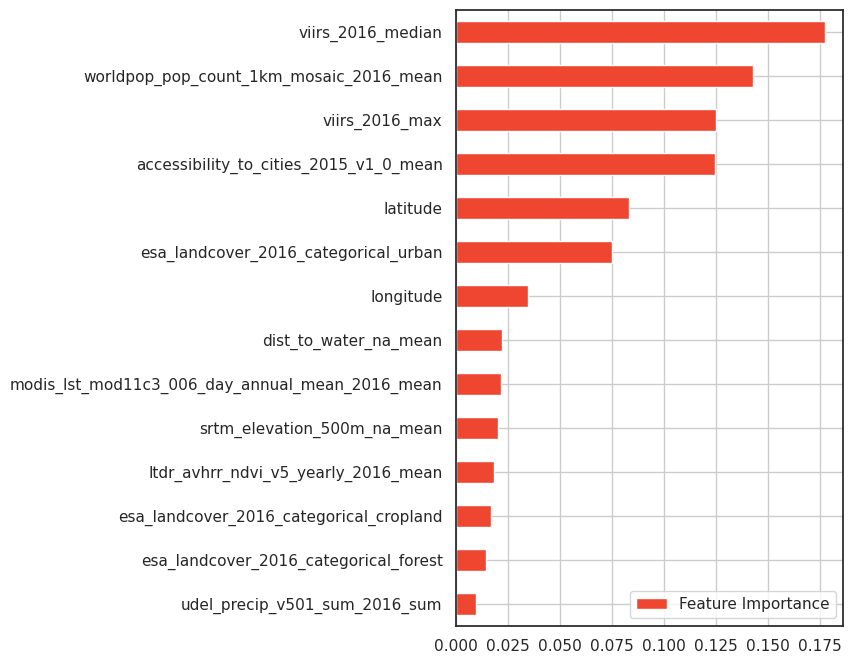 viirs_2016_median
worldpop_pop_count_1km_mosaic_2016_mean
viirs_2016_max
accessibility_to_cities_2015_v1_0_mean
latitude
esa_landcover_2016_categorical_urban
longitude
dist_to_water_na_mean
modis_lst_mod11c3_006_day_annual_mean_2016_mean
srtm_elevation_500m_na_mean
ltdr_avhrr_ndvi_v5_yearly_2016_mean
esa_landcover_2016_categorical_cropland
esa_landcover_2016_categorical_forest
udel_precip_v501_sum_2016_sum
Feature Importance
0.000 0.025 0.050 0.075 0.100 0.125 0.150 0.175